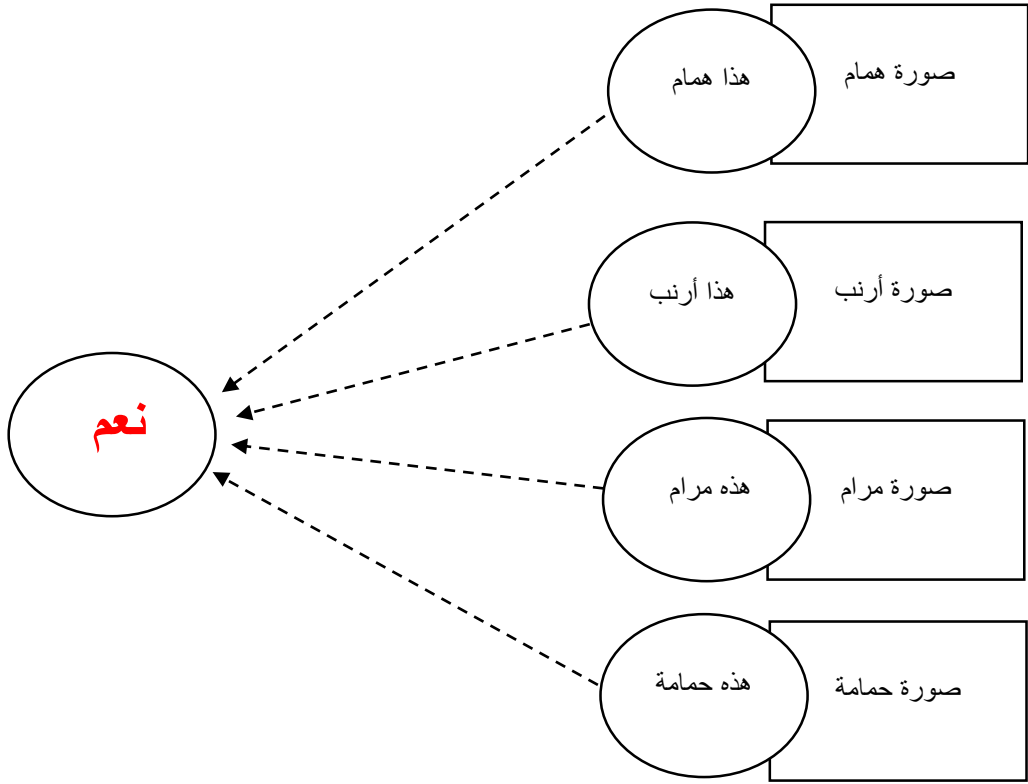 صورة همام
هذا همام
صورة أرنب
هذا أرنب
نعم
صورة مرام
هذه مرام
صورة حمامة
هذه حمامة